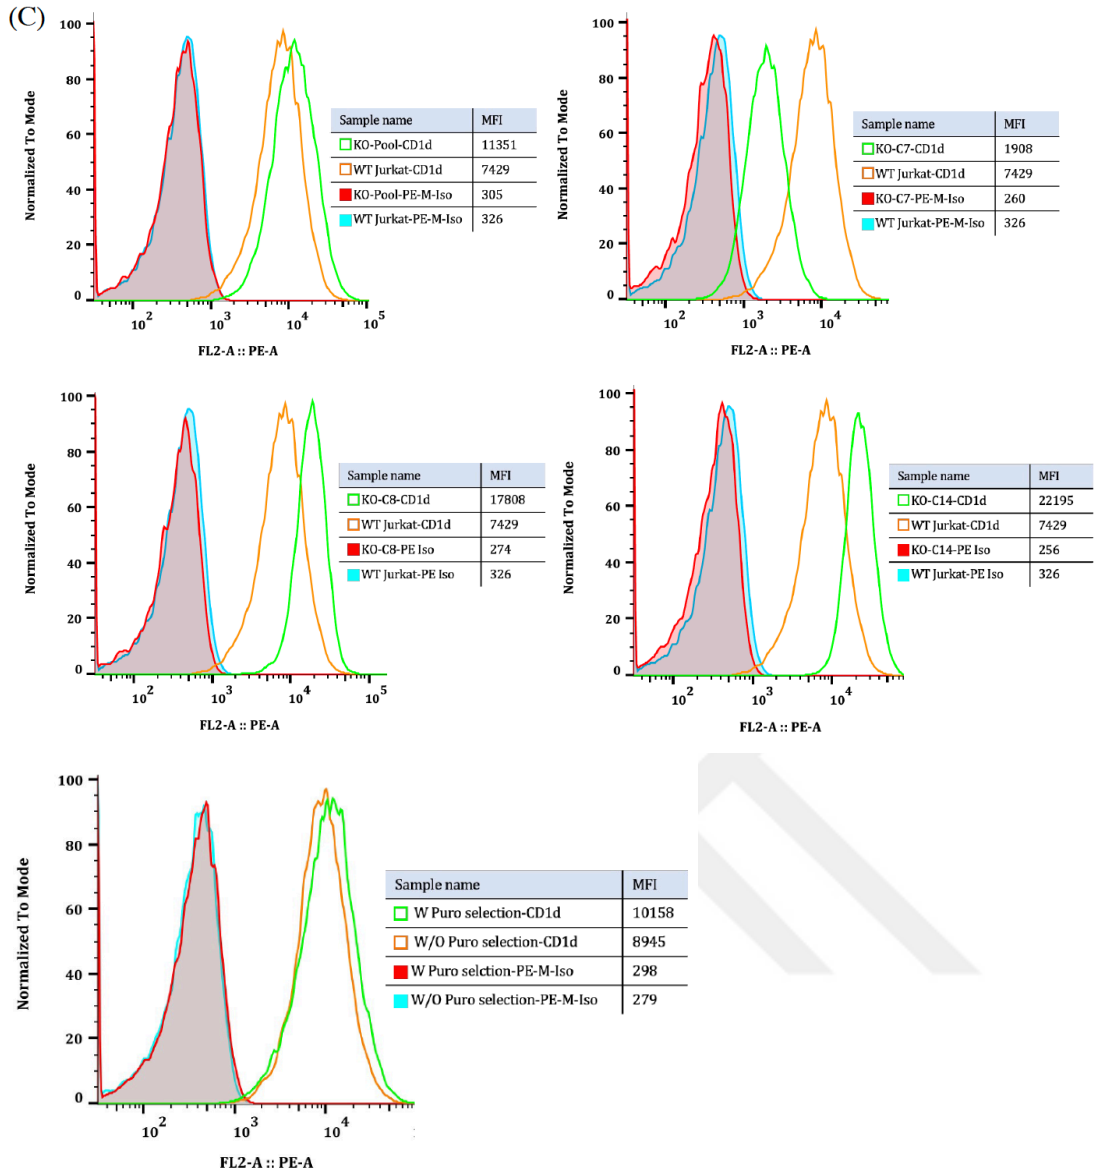 (C)
100
80
60
40
20
0
Normalized To Mode
10^2
10^3
10^4
10^5
FL2-A :: PE-A
Sample name MFI
KO-Pool-CD1d 11351
WT Jurkat-CD1d 7429
KO-Pool-PE-M-Iso 305
WT Jurkat-PE-M-Iso 326
100
80
60
40
20
0
Normalized To Mode
10^2
10^3
10^4
FL2-A :: PE-A
Sample name MFI
KO-C7-CD1d 1908
WT Jurkat-CD1d 7429
KO-C7-PE-M-Iso 260
WT Jurkat-PE-M-Iso 326
100
80
60
40
20
0
Normalized To Mode
10^2
10^3
10^4
10^5
FL2-A :: PE-A
Sample name MFI
KO-C8-CD1d 17808
WT Jurkat-CD1d 7429
KO-C8-PE Iso 274
WT Jurkat-PE Iso 326
100
80
60
40
20
0
Normalized To Mode
10^2
10^3
10^4
FL2-A :: PE-A
Sample name MFI
KO-C14-CD1d 22195
WT Jurkat-CD1d 7429
KO-C14-PE Iso 256
WT Jurkat-PE Iso 326
100
80
60
40
20
0
Normalized To Mode
10^2
10^3
10^4
FL2-A :: PE-A
Sample name MFI
W Puro selection-CD1d 10158
W/O Puro selection-CD1d 8945
W Puro selction-PE-M-Iso 298
W/O Puro selection-PE-M-Iso 279